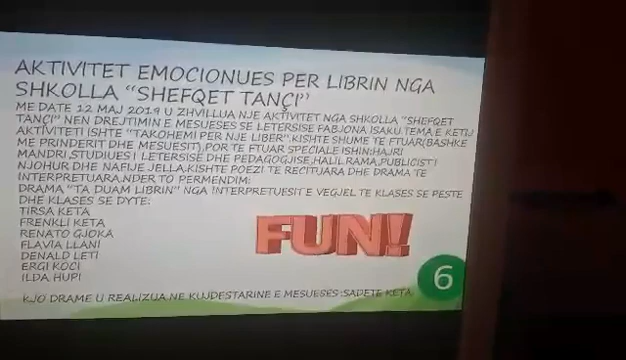 AKTIVITET EMOCIONUES PER LIBRIN NGA
SHKOLLA "SHEFQET TANÇI"
ME DATE 12 MAJ 2019 U ZHVILLUA NJE AKTIVITET NGA SHKOLLA "SHEFQET
TANÇI" NEN DREJTIMIN E MESUESES SE LETERSISE FABJONA ISAKU.TEMA E KETIJ
AKTIVITETI ISHTE "TAKOHEMI PER NJE LIBER".KISHTE SHUME TE FTUAR(BASHKE
ME PRINDERIT DHE MESUESIT),POR TE FTUAR SPECIALE ISHIN:HAJRI
MANDRI,STUDIUES I LETERSISE DHE PEDAGOGJISE,HALIL RAMA,PUBLICIST I
NJOHUR DHE NAFIJE JELLA.KISHTE POEZI TE RECITUARA DHE DRAMA TE
INTERPRETUARA.NDER TO PERMENDIM:
DRAMA "TA DUAM LIBRIN" NGA INTERPRETUESIT E VEGJEL TE KLASES SE PESTE
DHE KLASES SE DYTE:
TIRSA KETA
FRENKLI KETA
RENATO GJOKA
FLAVIA LLANI
DENALD LETI
ERGI KOCI
ILDA HUPI
FUN!
6
KJO DRAME U REALIZUA NE KUJDESTARINE E MESUESES:SADETE KETA